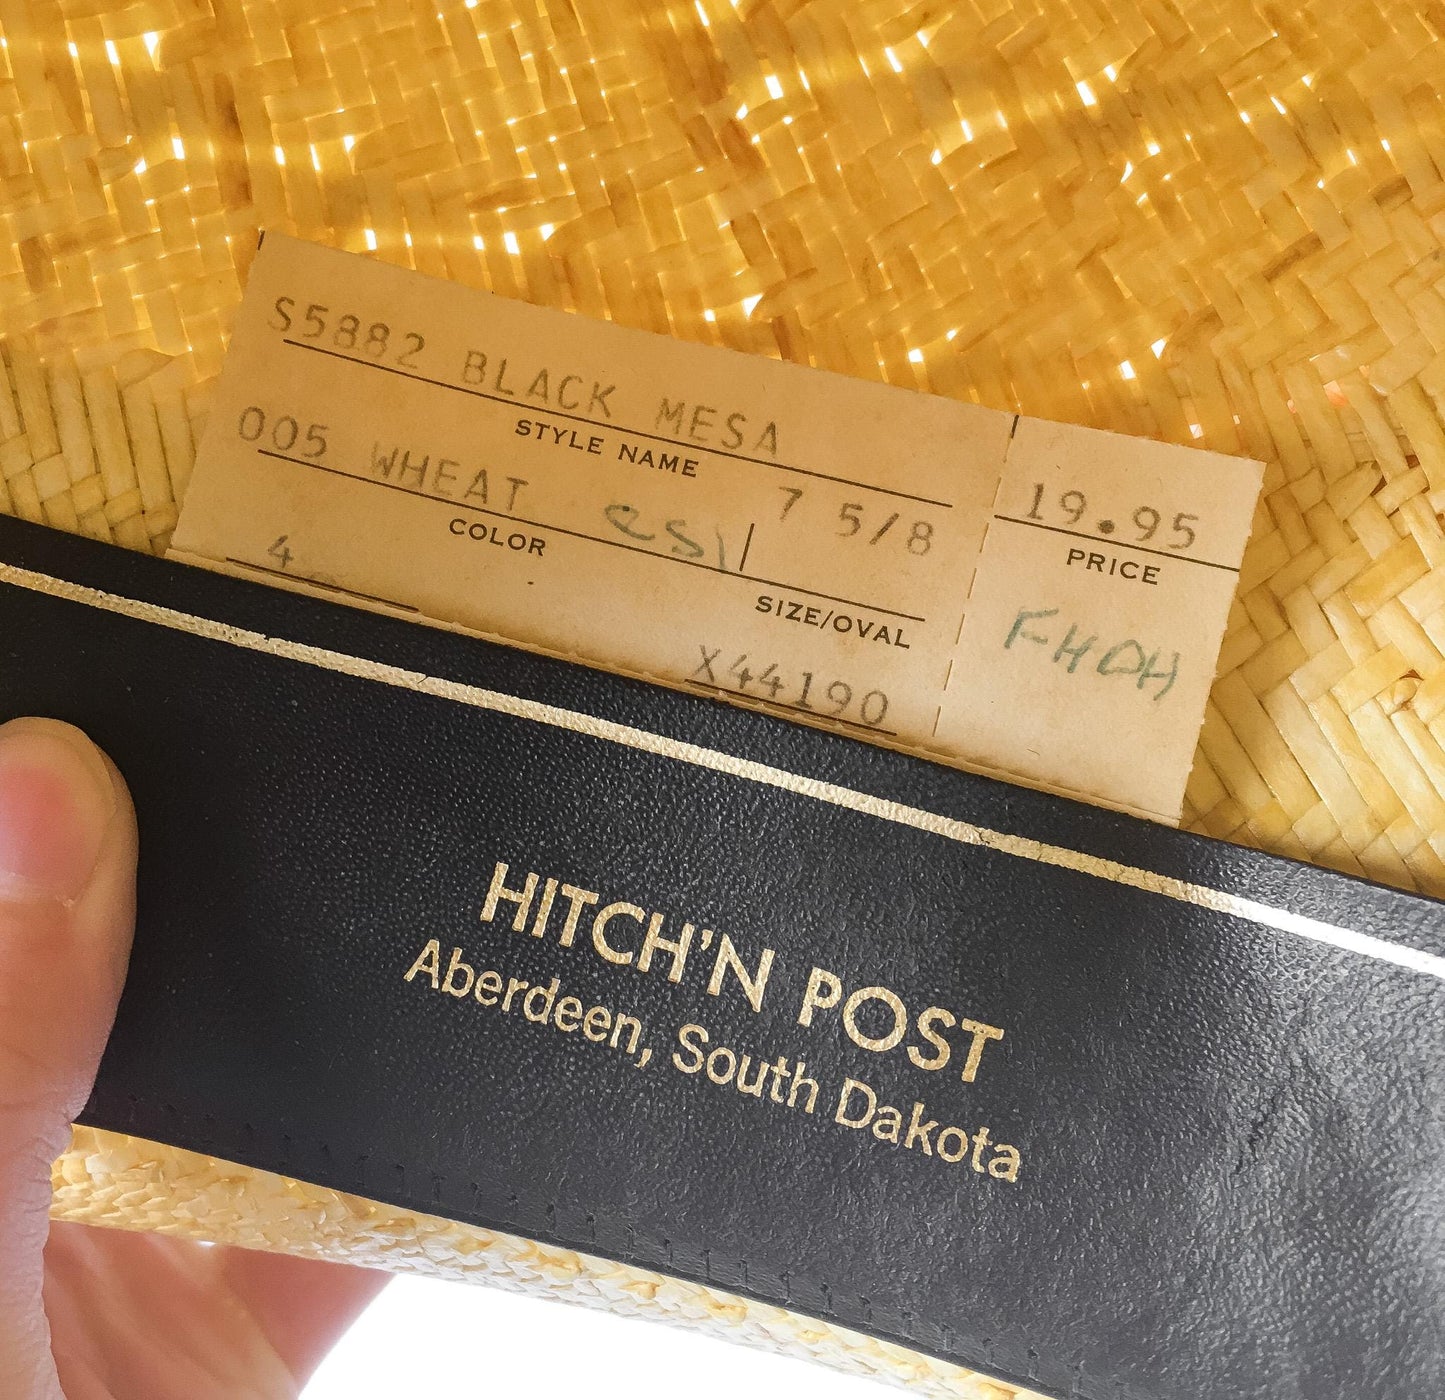 S5882 BLACK MESA
STYLE NAME
19.95
PRICE
005 WHEAT
COLOR
7 5/8
SIZE/OVAL
4
X44190
HITCH'N POST
Aberdeen, South Dakota